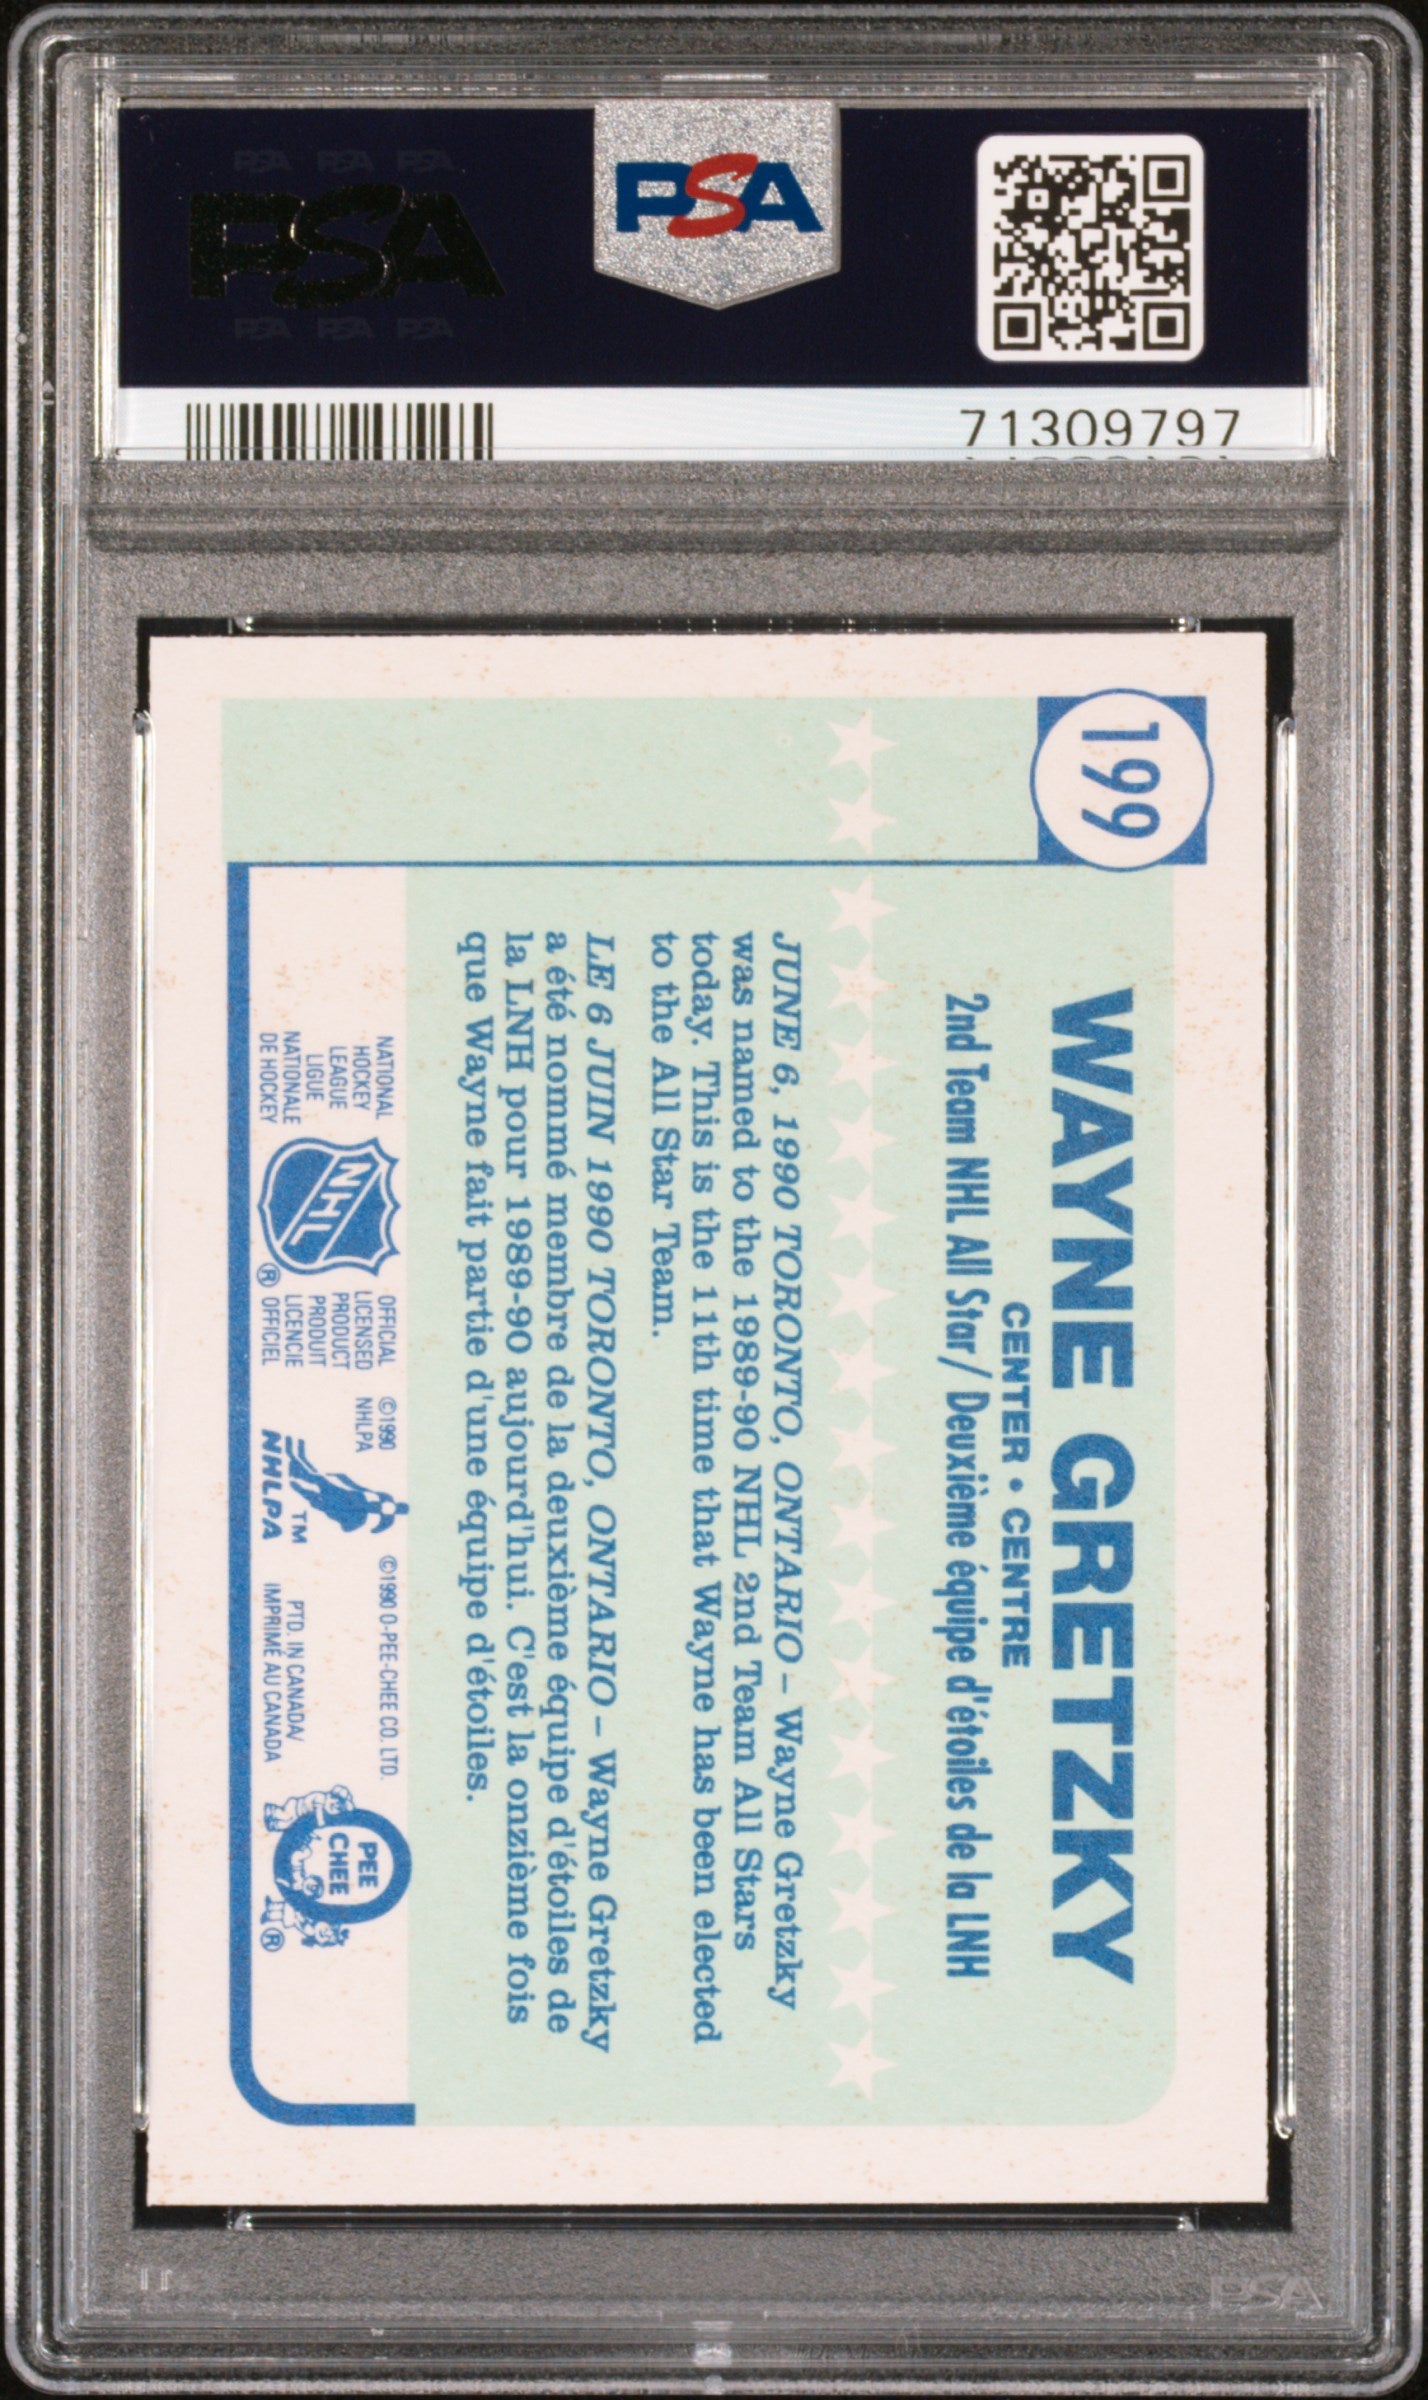 PSA PSA PSA
PSA
PSA PSA PSA
PSA
71309797
199
WAYNE GRETZKY
CENTER • CENTRE
2nd Team NHL All Star/Deuxième équipe d'étoiles de la LNH
JUNE 6, 1990 TORONTO, ONTARIO – Wayne Gretzky
was named to the 1989-90 NHL 2nd Team All Stars
today. This is the 11th time that Wayne has been elected
to the All Star Team.
LE 6 JUIN 1990 TORONTO, ONTARIO – Wayne Gretzky
a été nommé membre de la deuxième équipe d'étoiles de
la LNH pour 1989-90 aujourd'hui. C'est la onzième fois
que Wayne fait partie d'une équipe d'étoiles.
NATIONAL
HOCKEY
LEAGUE
LIGUE
NATIONALE
DE HOCKEY
NHL
®
OFFICIAL
LICENSED
PRODUCT
PRODUIT
LICENCIE
OFFICIEL
©1990
NHLPA
TM
NHLPA
©1990 O-PEE-CHEE CO. LTD.
PTD. IN CANADA/
IMPRIMÉ AU CANADA
O
PEE
CHEE
®
PSA